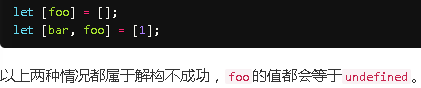 let [foo] = [];
let [bar, foo] = [1];
以上两种情况都属于解构不成功，foo的值都会等于undefined。